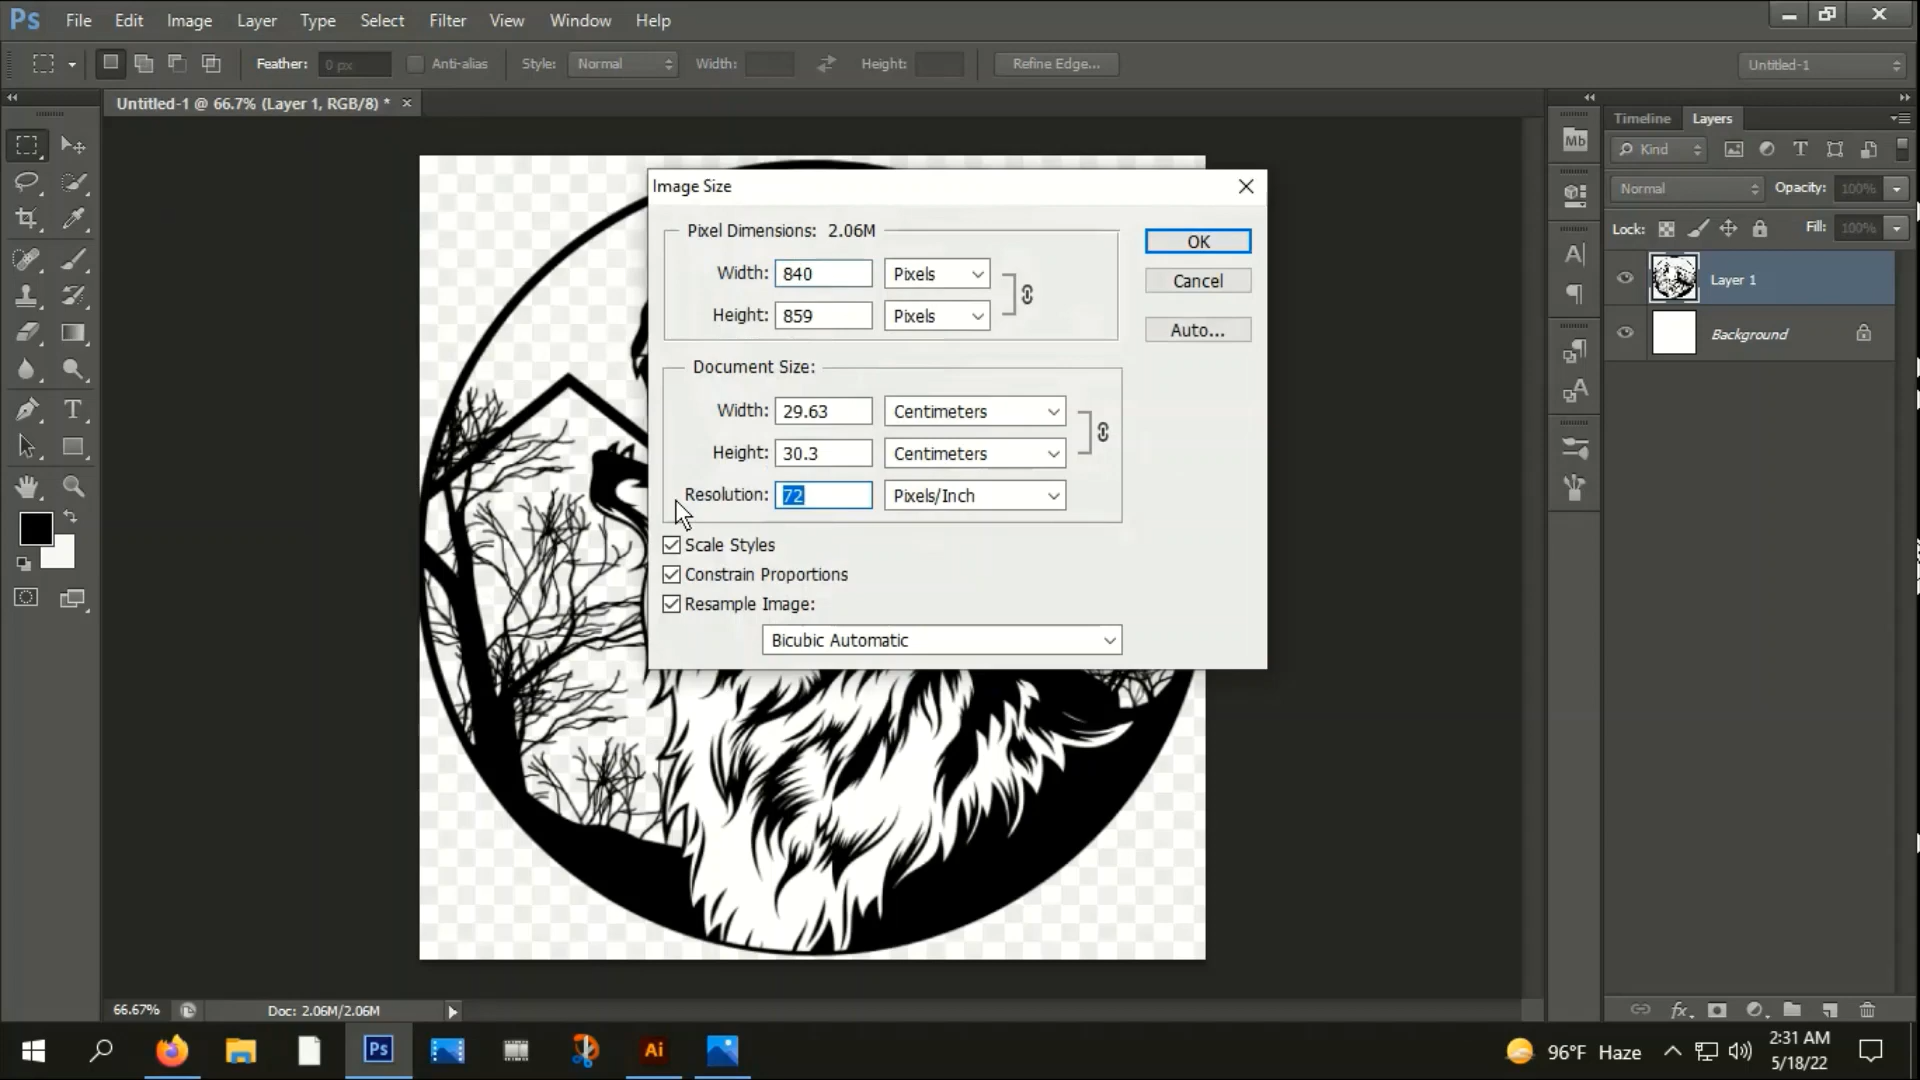 Ps File Edit Image Layer Type Select Filter View Window Help
Feather: 0 px Anti-alias Style: Normal Width: Height: Refine Edge... Untitled-1
Untitled-1 @ 66.7% (Layer 1, RGB/8) * ×
Timeline Layers
Mb
Kind
Normal Opacity: 100%
Lock: Fill: 100%
Layer 1
Background
Image Size
Pixel Dimensions: 2.06M
OK
Width: 840 Pixels
Cancel
Height: 859 Pixels
Auto...
Document Size:
Width: 29.63 Centimeters
Height: 30.3 Centimeters
Resolution: 72 Pixels/Inch
Scale Styles
Constrain Proportions
Resample Image:
Bicubic Automatic
66.67% Doc: 2.06M/2.06M
Ps Ai 96°F Haze
2:31 AM
5/18/22